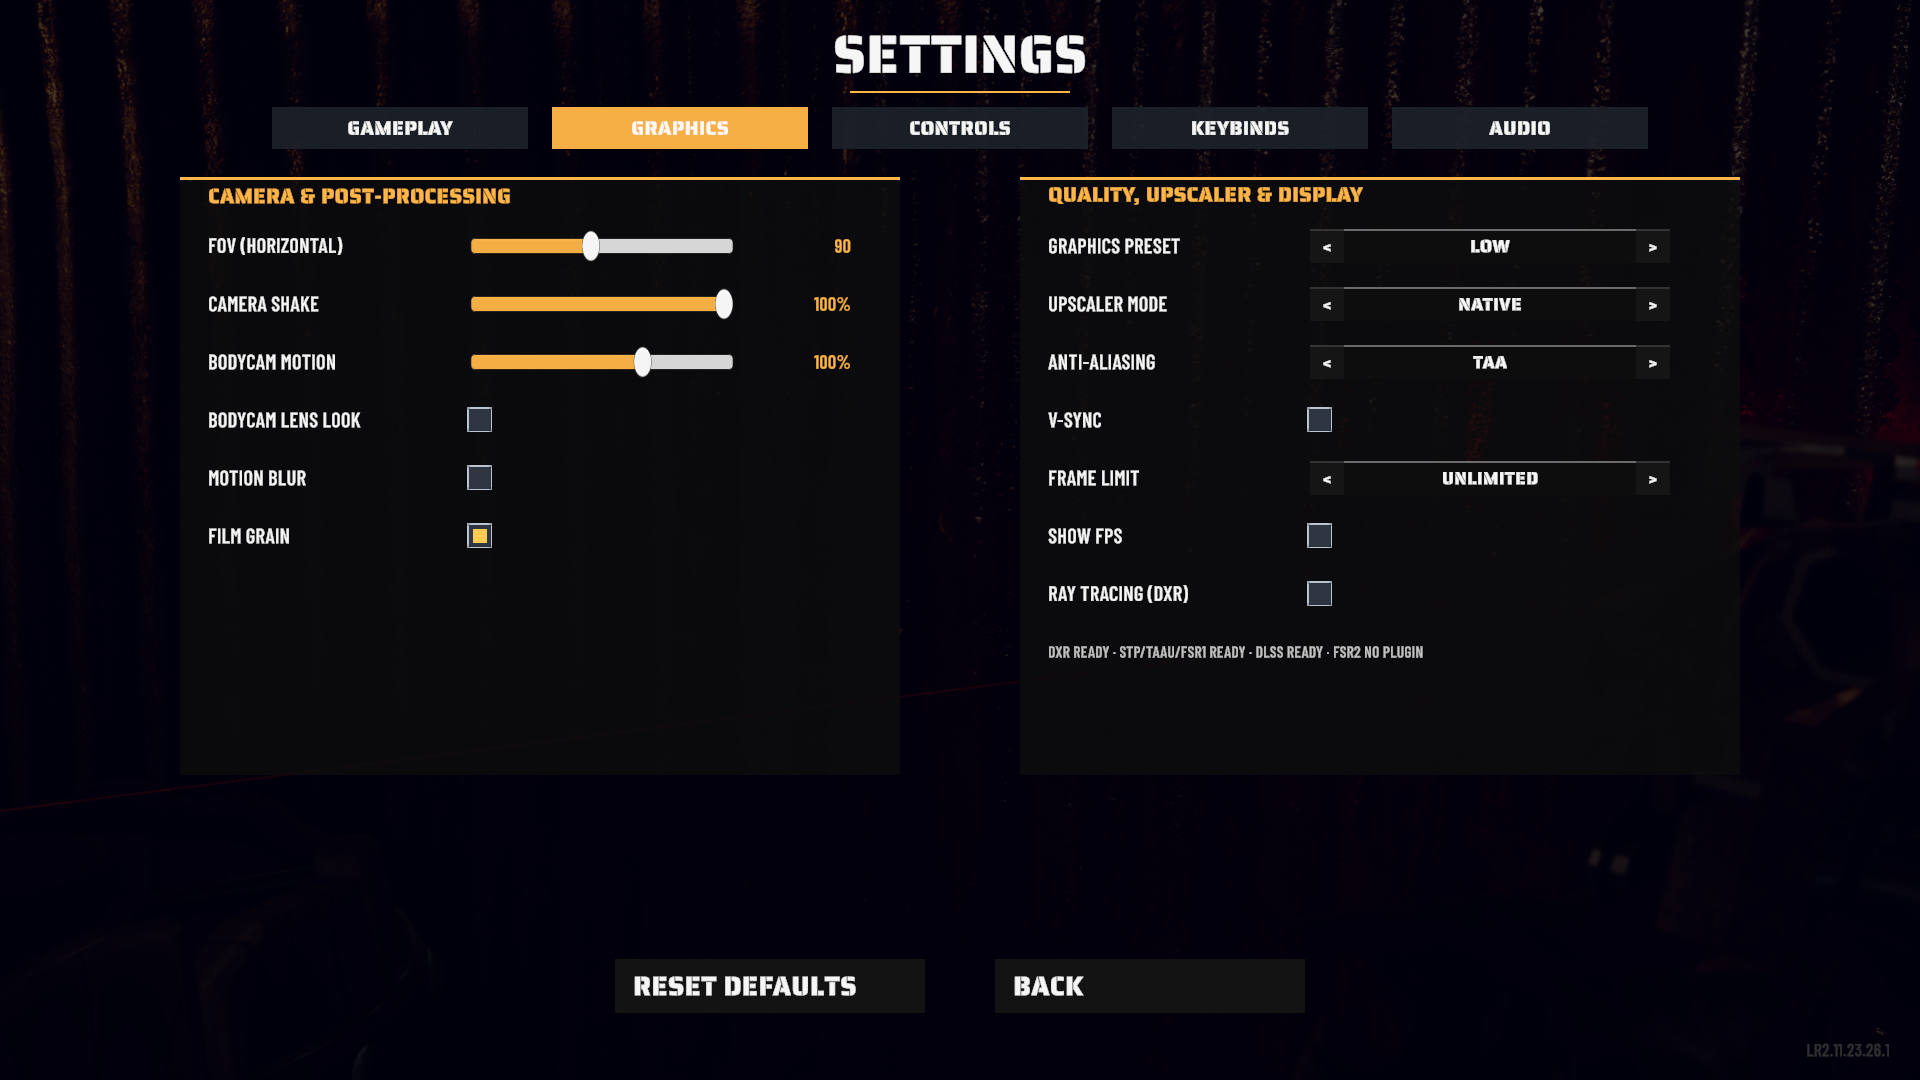 SETTINGS
GAMEPLAY
GRAPHICS
CONTROLS
KEYBINDS
AUDIO
CAMERA & POST-PROCESSING
FOV (HORIZONTAL)
90
CAMERA SHAKE
100%
BODYCAM MOTION
100%
BODYCAM LENS LOOK
MOTION BLUR
FILM GRAIN
QUALITY, UPSCALER & DISPLAY
GRAPHICS PRESET
< LOW >
UPSCALER MODE
< NATIVE >
ANTI-ALIASING
< TAA >
V-SYNC
FRAME LIMIT
< UNLIMITED >
SHOW FPS
RAY TRACING (DXR)
DXR READY · STP/TAAU/FSR1 READY · DLSS READY · FSR2 NO PLUGIN
RESET DEFAULTS
BACK
LR2.11.23.26.1